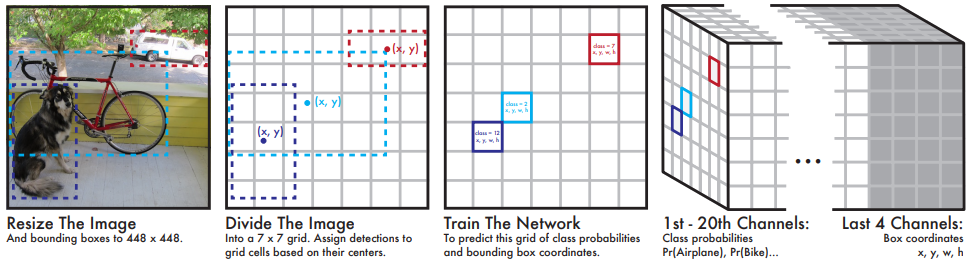 (x, y)
(x, y)
(x, y)
class = 7
x, y, w, h
class = 2
x, y, w, h
class = 12
x, y, w, h
...
Resize The Image
And bounding boxes to 448 x 448.
Divide The Image
Into a 7 x 7 grid. Assign detections to
grid cells based on their centers.
Train The Network
To predict this grid of class probabilities
and bounding box coordinates.
1st - 20th Channels:
Class probabilities
Pr(Airplane), Pr(Bike)...
Last 4 Channels:
Box coordinates
x, y, w, h